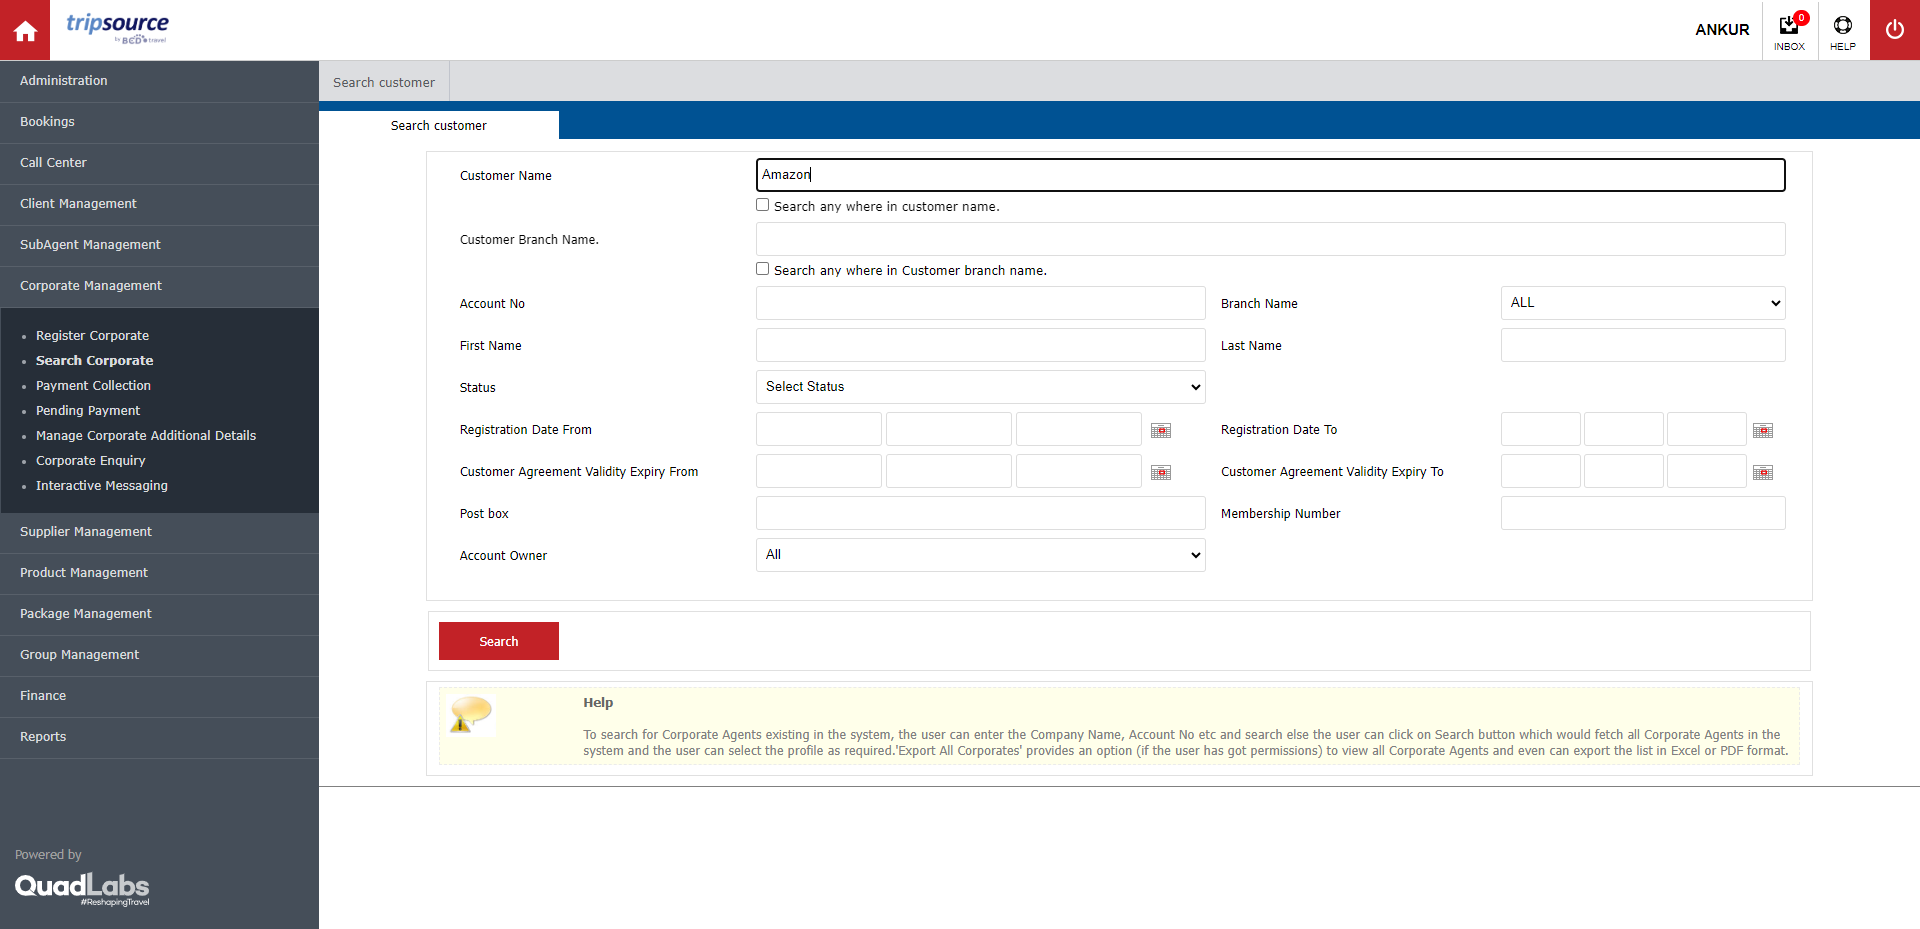 tripsource
by BCD travel
ANKUR
0
INBOX
HELP
Administration
Bookings
Call Center
Client Management
SubAgent Management
Corporate Management
Register Corporate
Search Corporate
Payment Collection
Pending Payment
Manage Corporate Additional Details
Corporate Enquiry
Interactive Messaging
Supplier Management
Product Management
Package Management
Group Management
Finance
Reports
Powered by
QuadLabs
#ReshapingTravel
Search customer
Search customer
Customer Name
Amazon
Search any where in customer name.
Customer Branch Name.
Search any where in Customer branch name.
Account No
Branch Name
ALL
First Name
Last Name
Status
Select Status
Registration Date From
Registration Date To
Customer Agreement Validity Expiry From
Customer Agreement Validity Expiry To
Post box
Membership Number
Account Owner
All
Search
Help
To search for Corporate Agents existing in the system, the user can enter the Company Name, Account No etc and search else the user can click on Search button which would fetch all Corporate Agents in the
system and the user can select the profile as required.'Export All Corporates' provides an option (if the user has got permissions) to view all Corporate Agents and even can export the list in Excel or PDF format.